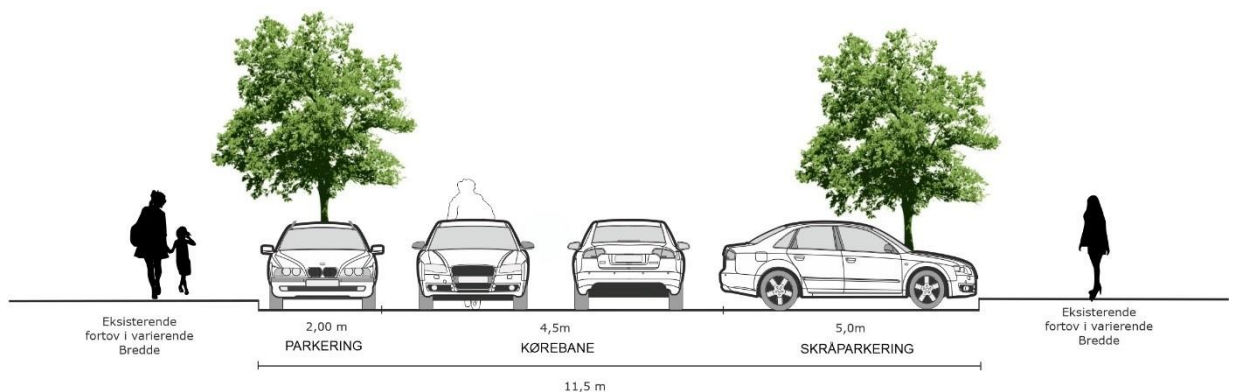 Eksisterende
fortov i varierende
Bredde
2,00 m
PARKERING
4,5m
KØREBANE
5,0m
SKRÅPARKERING
Eksisterende
fortov i varierende
Bredde
11,5 m